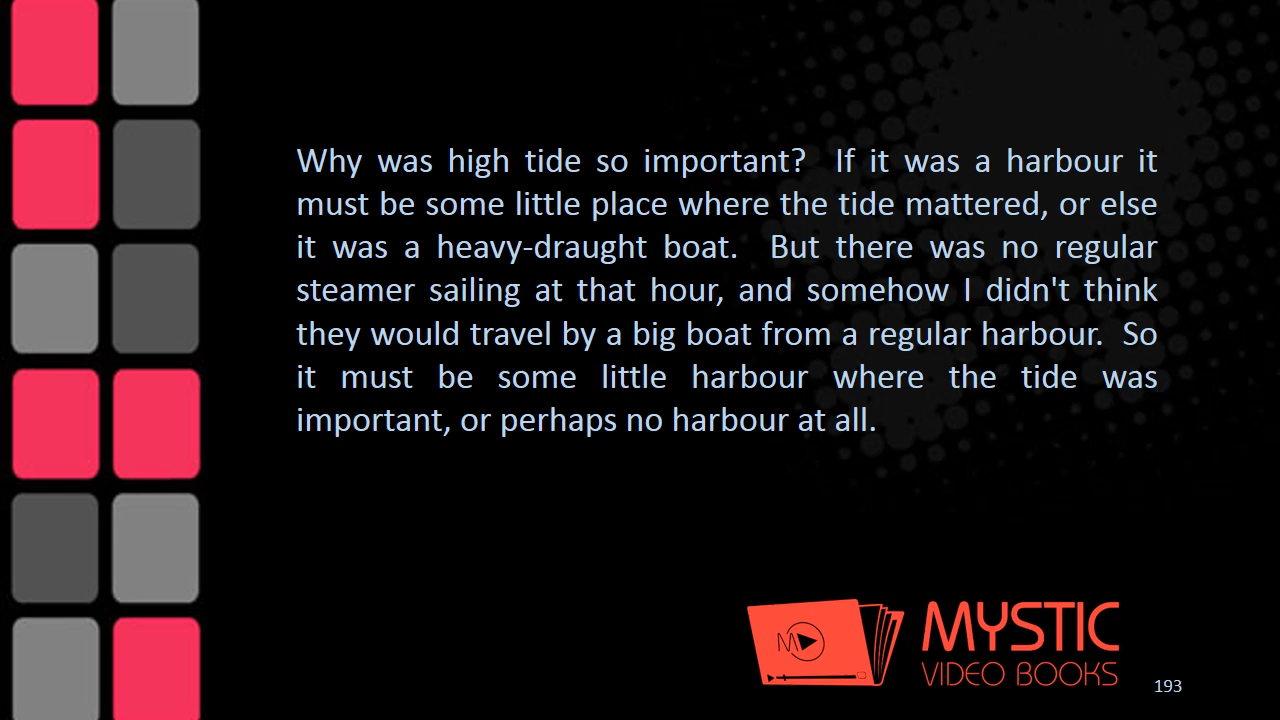 Why was high tide so important?  If it was a harbour it
must be some little place where the tide mattered, or else
it was a heavy-draught boat.  But there was no regular
steamer sailing at that hour, and somehow I didn't think
they would travel by a big boat from a regular harbour.  So
it must be some little harbour where the tide was
important, or perhaps no harbour at all.
M
MYSTIC
VIDEO BOOKS
193